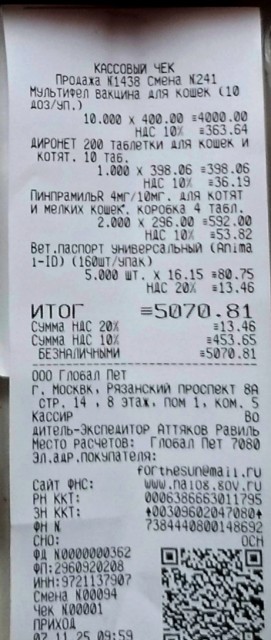 КАССОВЫЙ ЧЕК
Продажа №1438 Смена №241
Мультифел вакцина для кошек (10
доз/уп.)
10.000 x 400.00 ≡4000.00
НДС 10% ≡363.64
ДИРОНЕТ 200 таблетки для кошек и
котят. 10 таб.
1.000 x 398.06 ≡398.06
НДС 10% ≡36.19
ПинпрамильR 4мг/10мг. для котят
и мелких кошек. коробка 4 табл.
2.000 x 296.00 ≡592.00
НДС 10% ≡53.82
Вет.паспорт универсальный (Anima
l-ID) (160шт/упак)
5.000 шт. x 16.15 ≡80.75
НДС 20% ≡13.46
ИТОГ ≡5070.81
Сумма НДС 20% ≡13.46
Сумма НДС 10% ≡453.65
БЕЗНАЛИЧНЫМИ ≡5070.81
ООО Глобал Пет
г. Москвк, Рязанский проспект 8А
стр. 14 , 8 этаж, пом 1, ком. 5
Кассир Во
дитель-Экспедитор Аттяков Равиль
Место расчетов: Глобал Пет 7080
Эл.адр.покупателя:
forthesun@mail.ru
Сайт ФНС: www.nalog.gov.ru
РН ККТ: 0006386663011795
ЗН ККТ: ♦00309602047080♦
ФН № 7384440800148692
СНО: ОСН
ФД №0000000362
ФП:2960920208
ИНН:9721137907
Смена №00094
Чек №00001
ПРИХОД
07.11.25 09:59